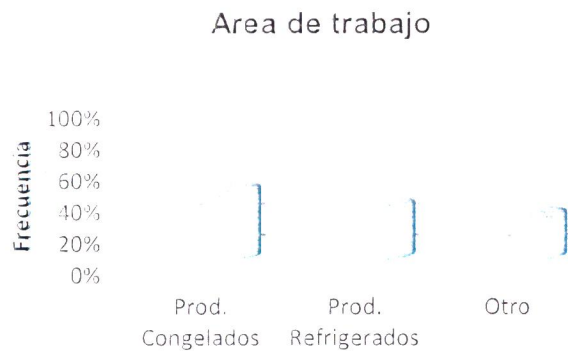 Area de trabajo
Frecuencia
100%
80%
60%
40%
20%
0%
Prod.
Congelados
Prod.
Refrigerados
Otro